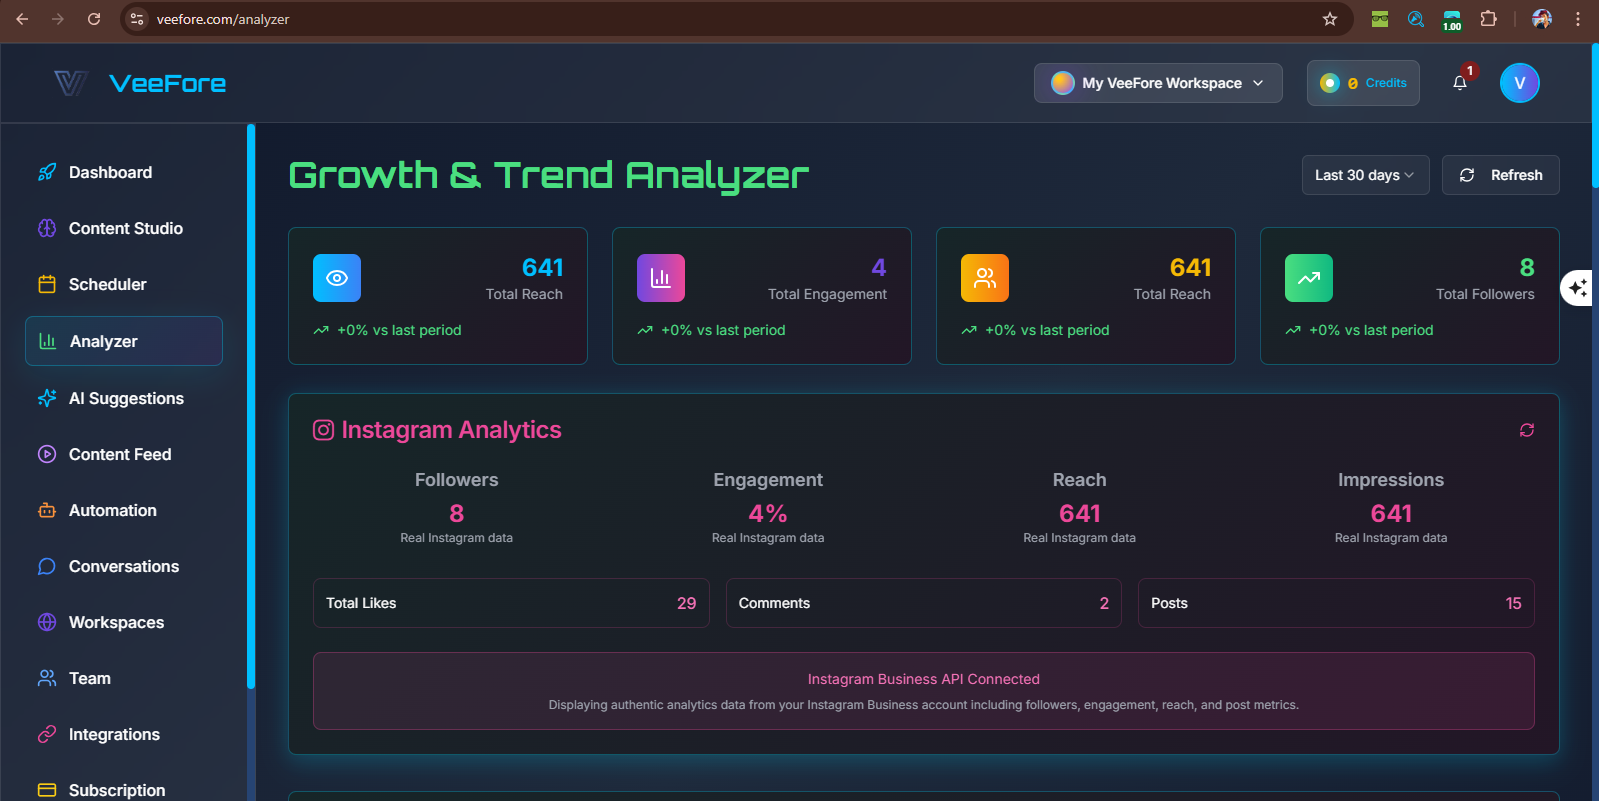 veefore.com/analyzer
1.00
VeeFore
My VeeFore Workspace
0 Credits
1
V
Dashboard
Content Studio
Scheduler
Analyzer
AI Suggestions
Content Feed
Automation
Conversations
Workspaces
Team
Integrations
Subscription
Growth & Trend Analyzer
Last 30 days
Refresh
641
Total Reach
+0% vs last period
4
Total Engagement
+0% vs last period
641
Total Reach
+0% vs last period
8
Total Followers
+0% vs last period
Instagram Analytics
Followers
8
Real Instagram data
Engagement
4%
Real Instagram data
Reach
641
Real Instagram data
Impressions
641
Real Instagram data
Total Likes 29
Comments 2
Posts 15
Instagram Business API Connected
Displaying authentic analytics data from your Instagram Business account including followers, engagement, reach, and post metrics.